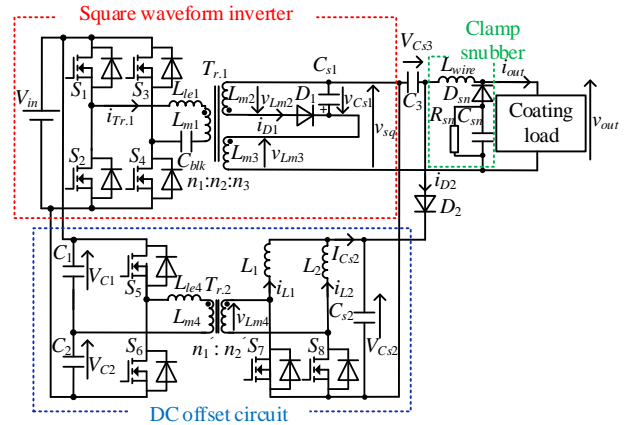 Square waveform inverter
Clamp snubber
V_in
S_1
S_3
L_le1
L_m1
i_Tr.1
S_2
S_4
C_blk
T_r.1
n_1:n_2:n_3
L_m2
v_Lm2
D_1
i_D1
C_s1
v_Cs1
L_m3
v_Lm3
v_sq
V_Cs3
C_3
L_wire
i_out
D_sn
C_sn
R_sn
Coating load
v_out
i_D2
D_2
C_1
V_C1
C_2
V_C2
S_5
S_6
L_le4
L_m4
T_r.2
v_Lm4
n_1':n_2'
L_1
L_2
i_L1
i_L2
I_Cs2
C_s2
V_Cs2
S_7
S_8
DC offset circuit